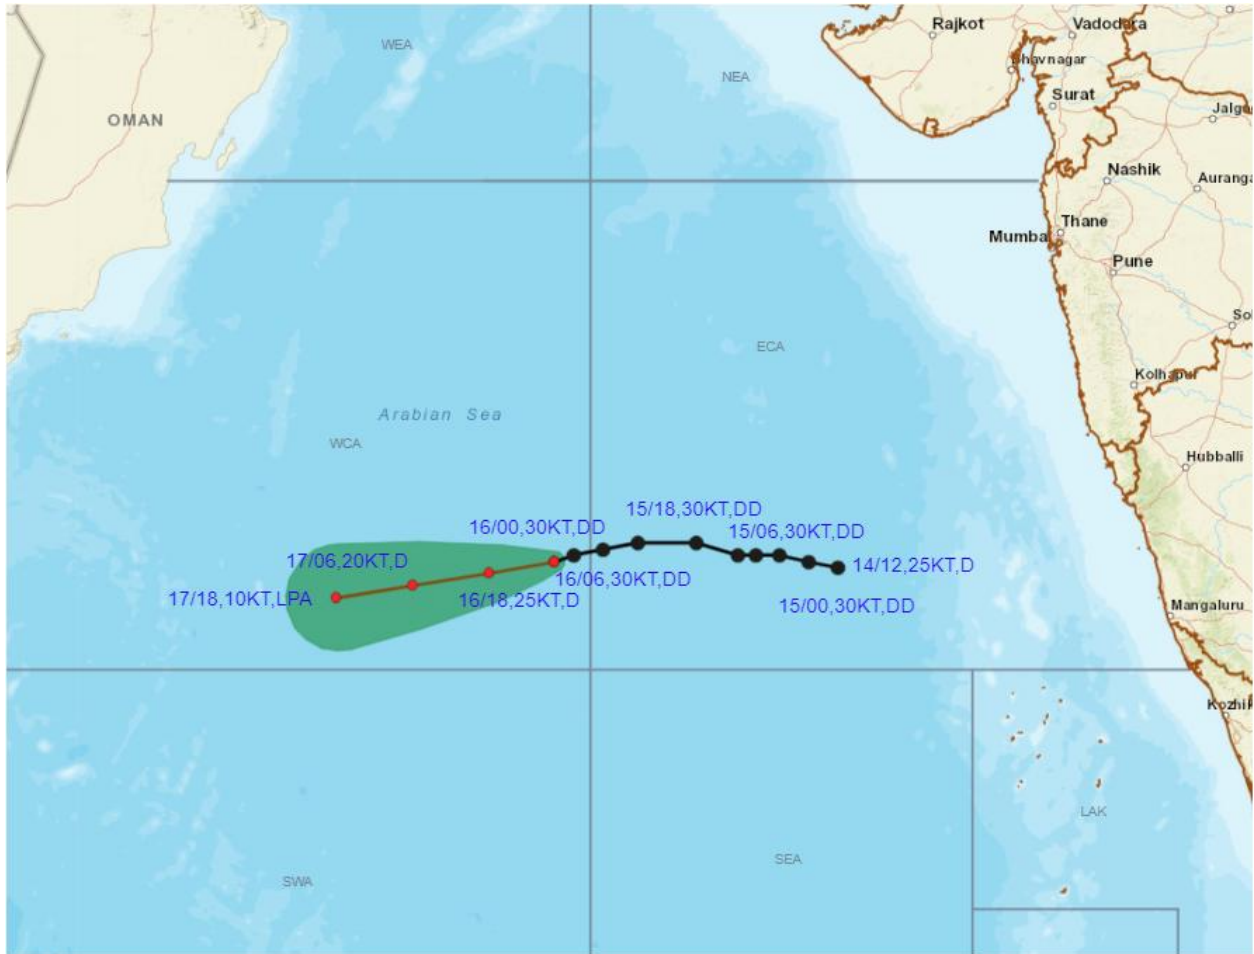 Rajkot
Vadodara
WEA
NEA
Bhavnagar
Surat
OMAN
Jalgu
Nashik
Auranga
Thane
Mumba
Pune
Sol
ECA
Kolhapur
Arabian Sea
WCA
Hubballi
15/18,30KT,DD
16/00,30KT,DD
15/06,30KT,DD
17/06,20KT,D
14/12,25KT,D
16/06,30KT,DD
17/18,10KT,LPA
16/18,25KT,D
15/00,30KT,DD
Mangaluru
Kozhik
LAK
SEA
SWA